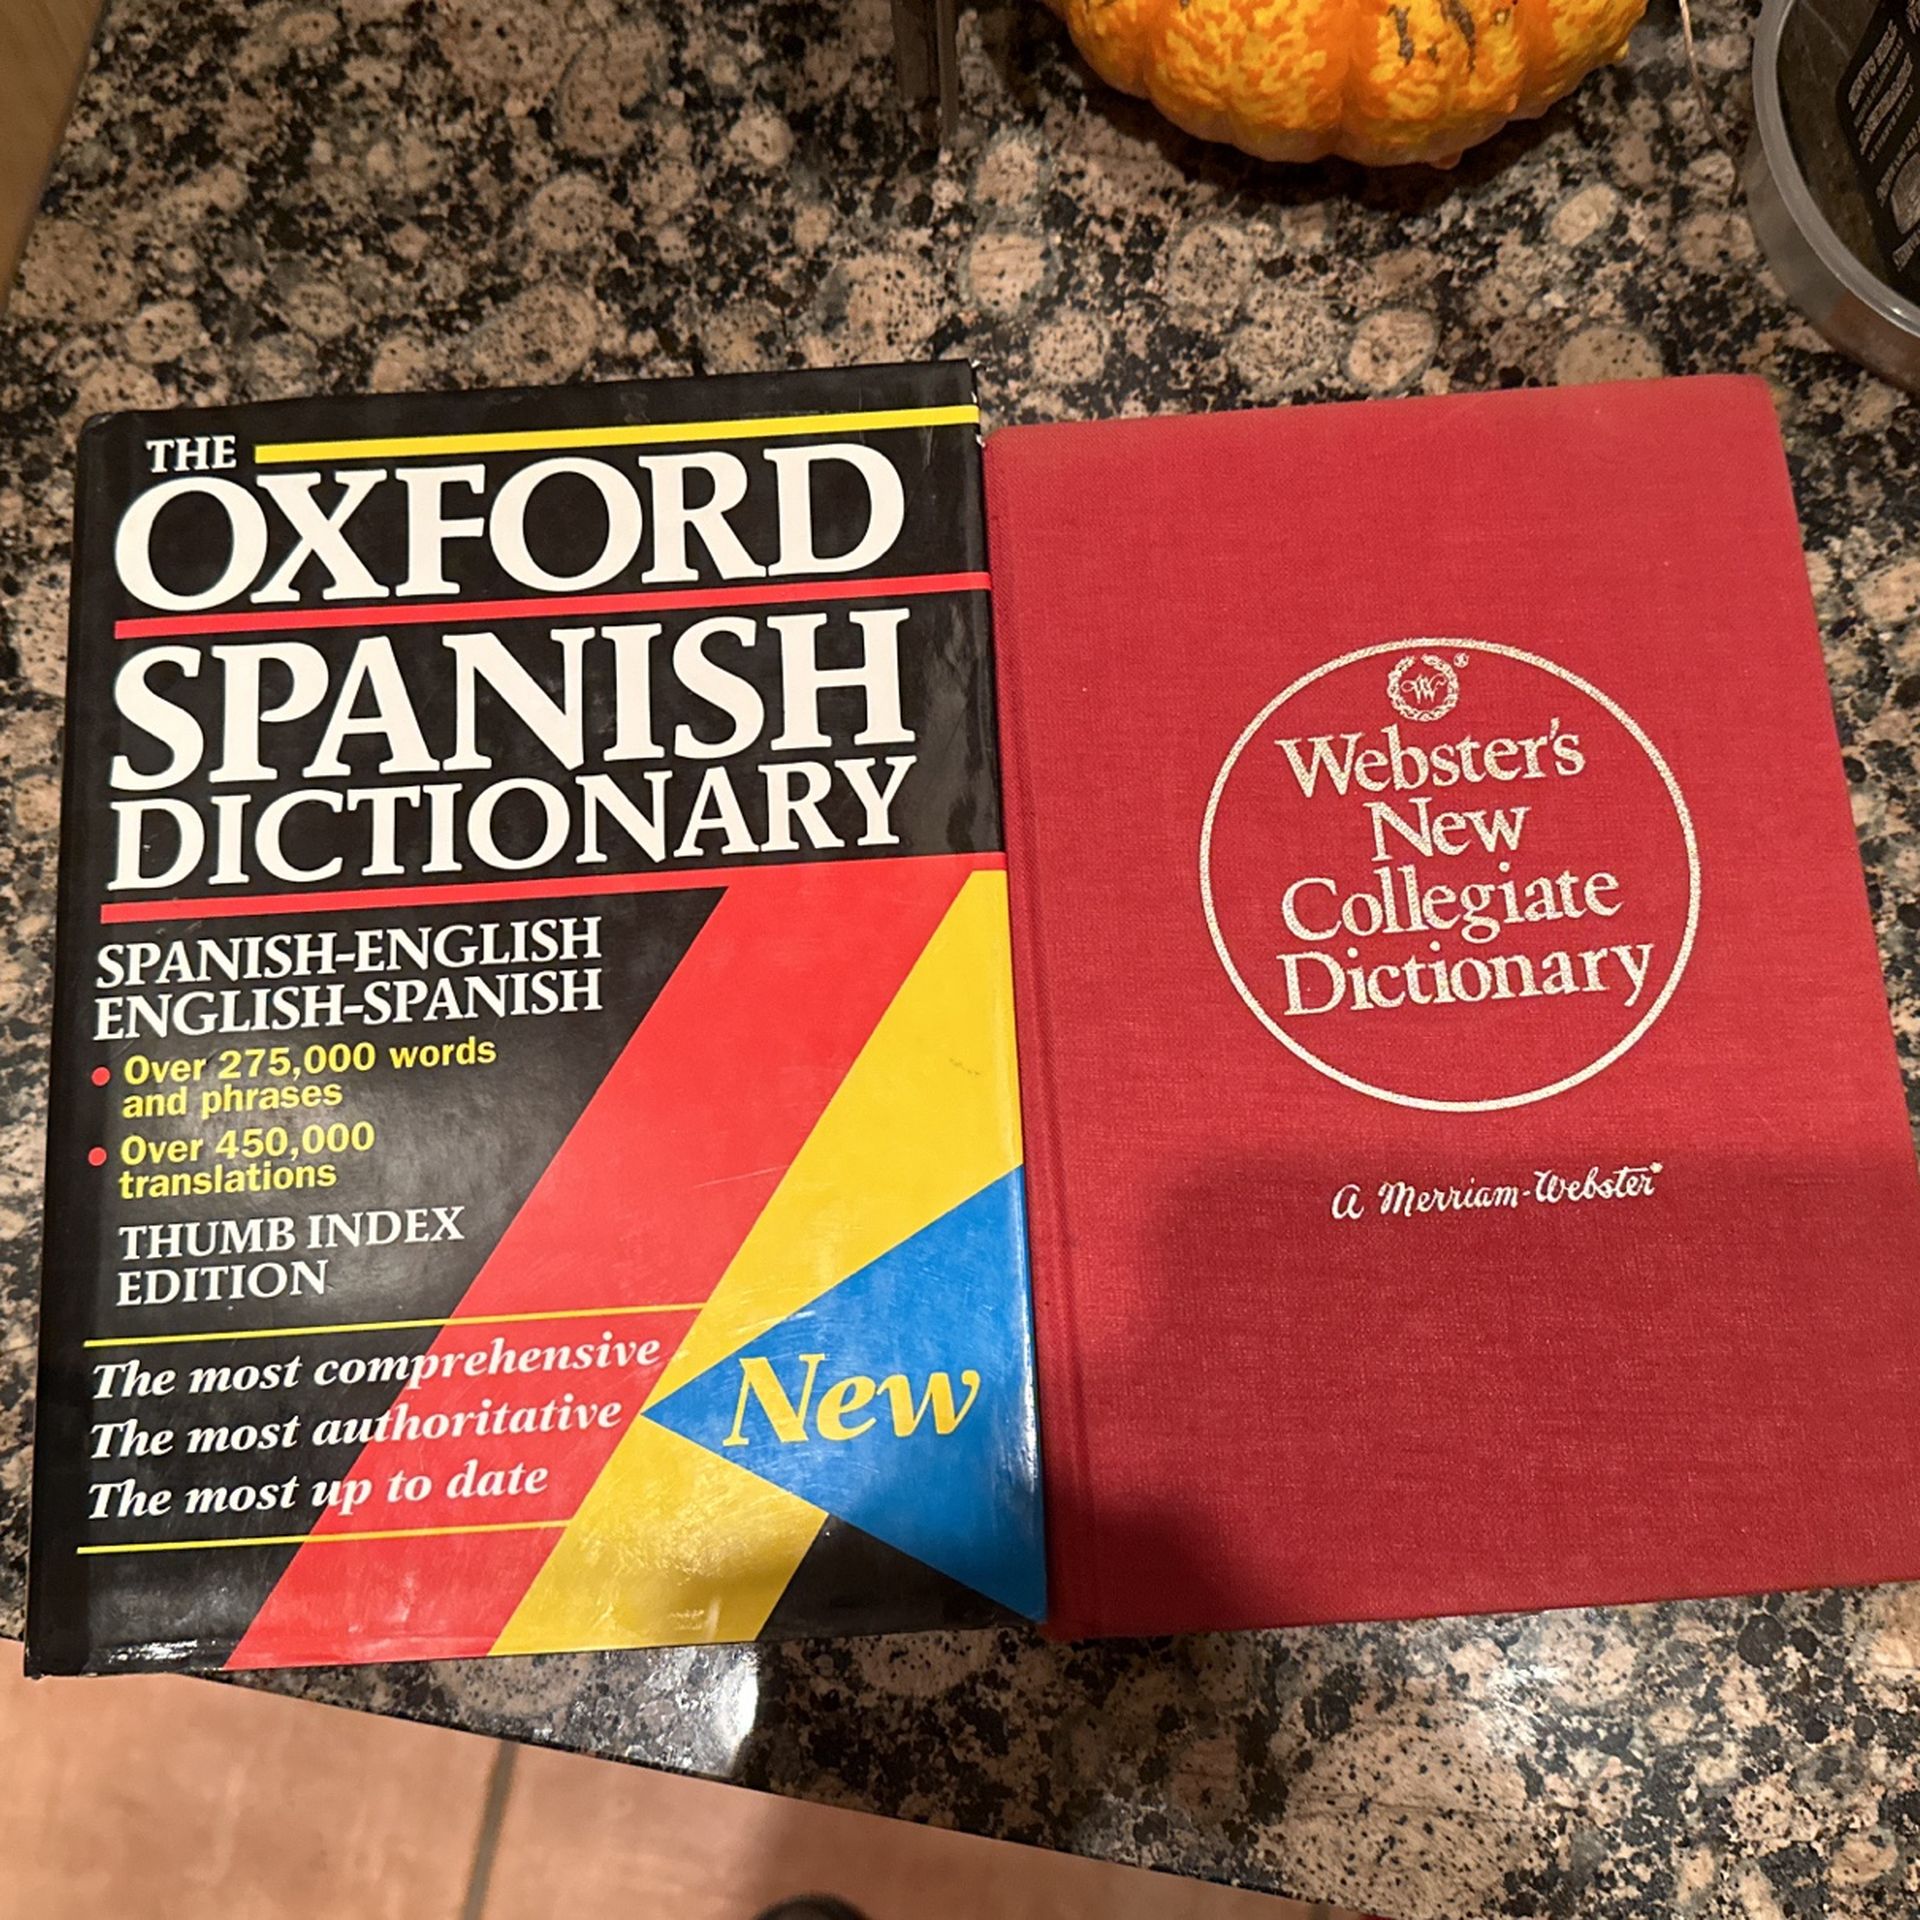 THE
OXFORD
SPANISH
DICTIONARY
SPANISH-ENGLISH
ENGLISH-SPANISH
Over 275,000 words
and phrases
Over 450,000
translations
THUMB INDEX
EDITION
The most comprehensive
The most authoritative
The most up to date
New
W
Webster's
New
Collegiate
Dictionary
A Merriam-Webster*